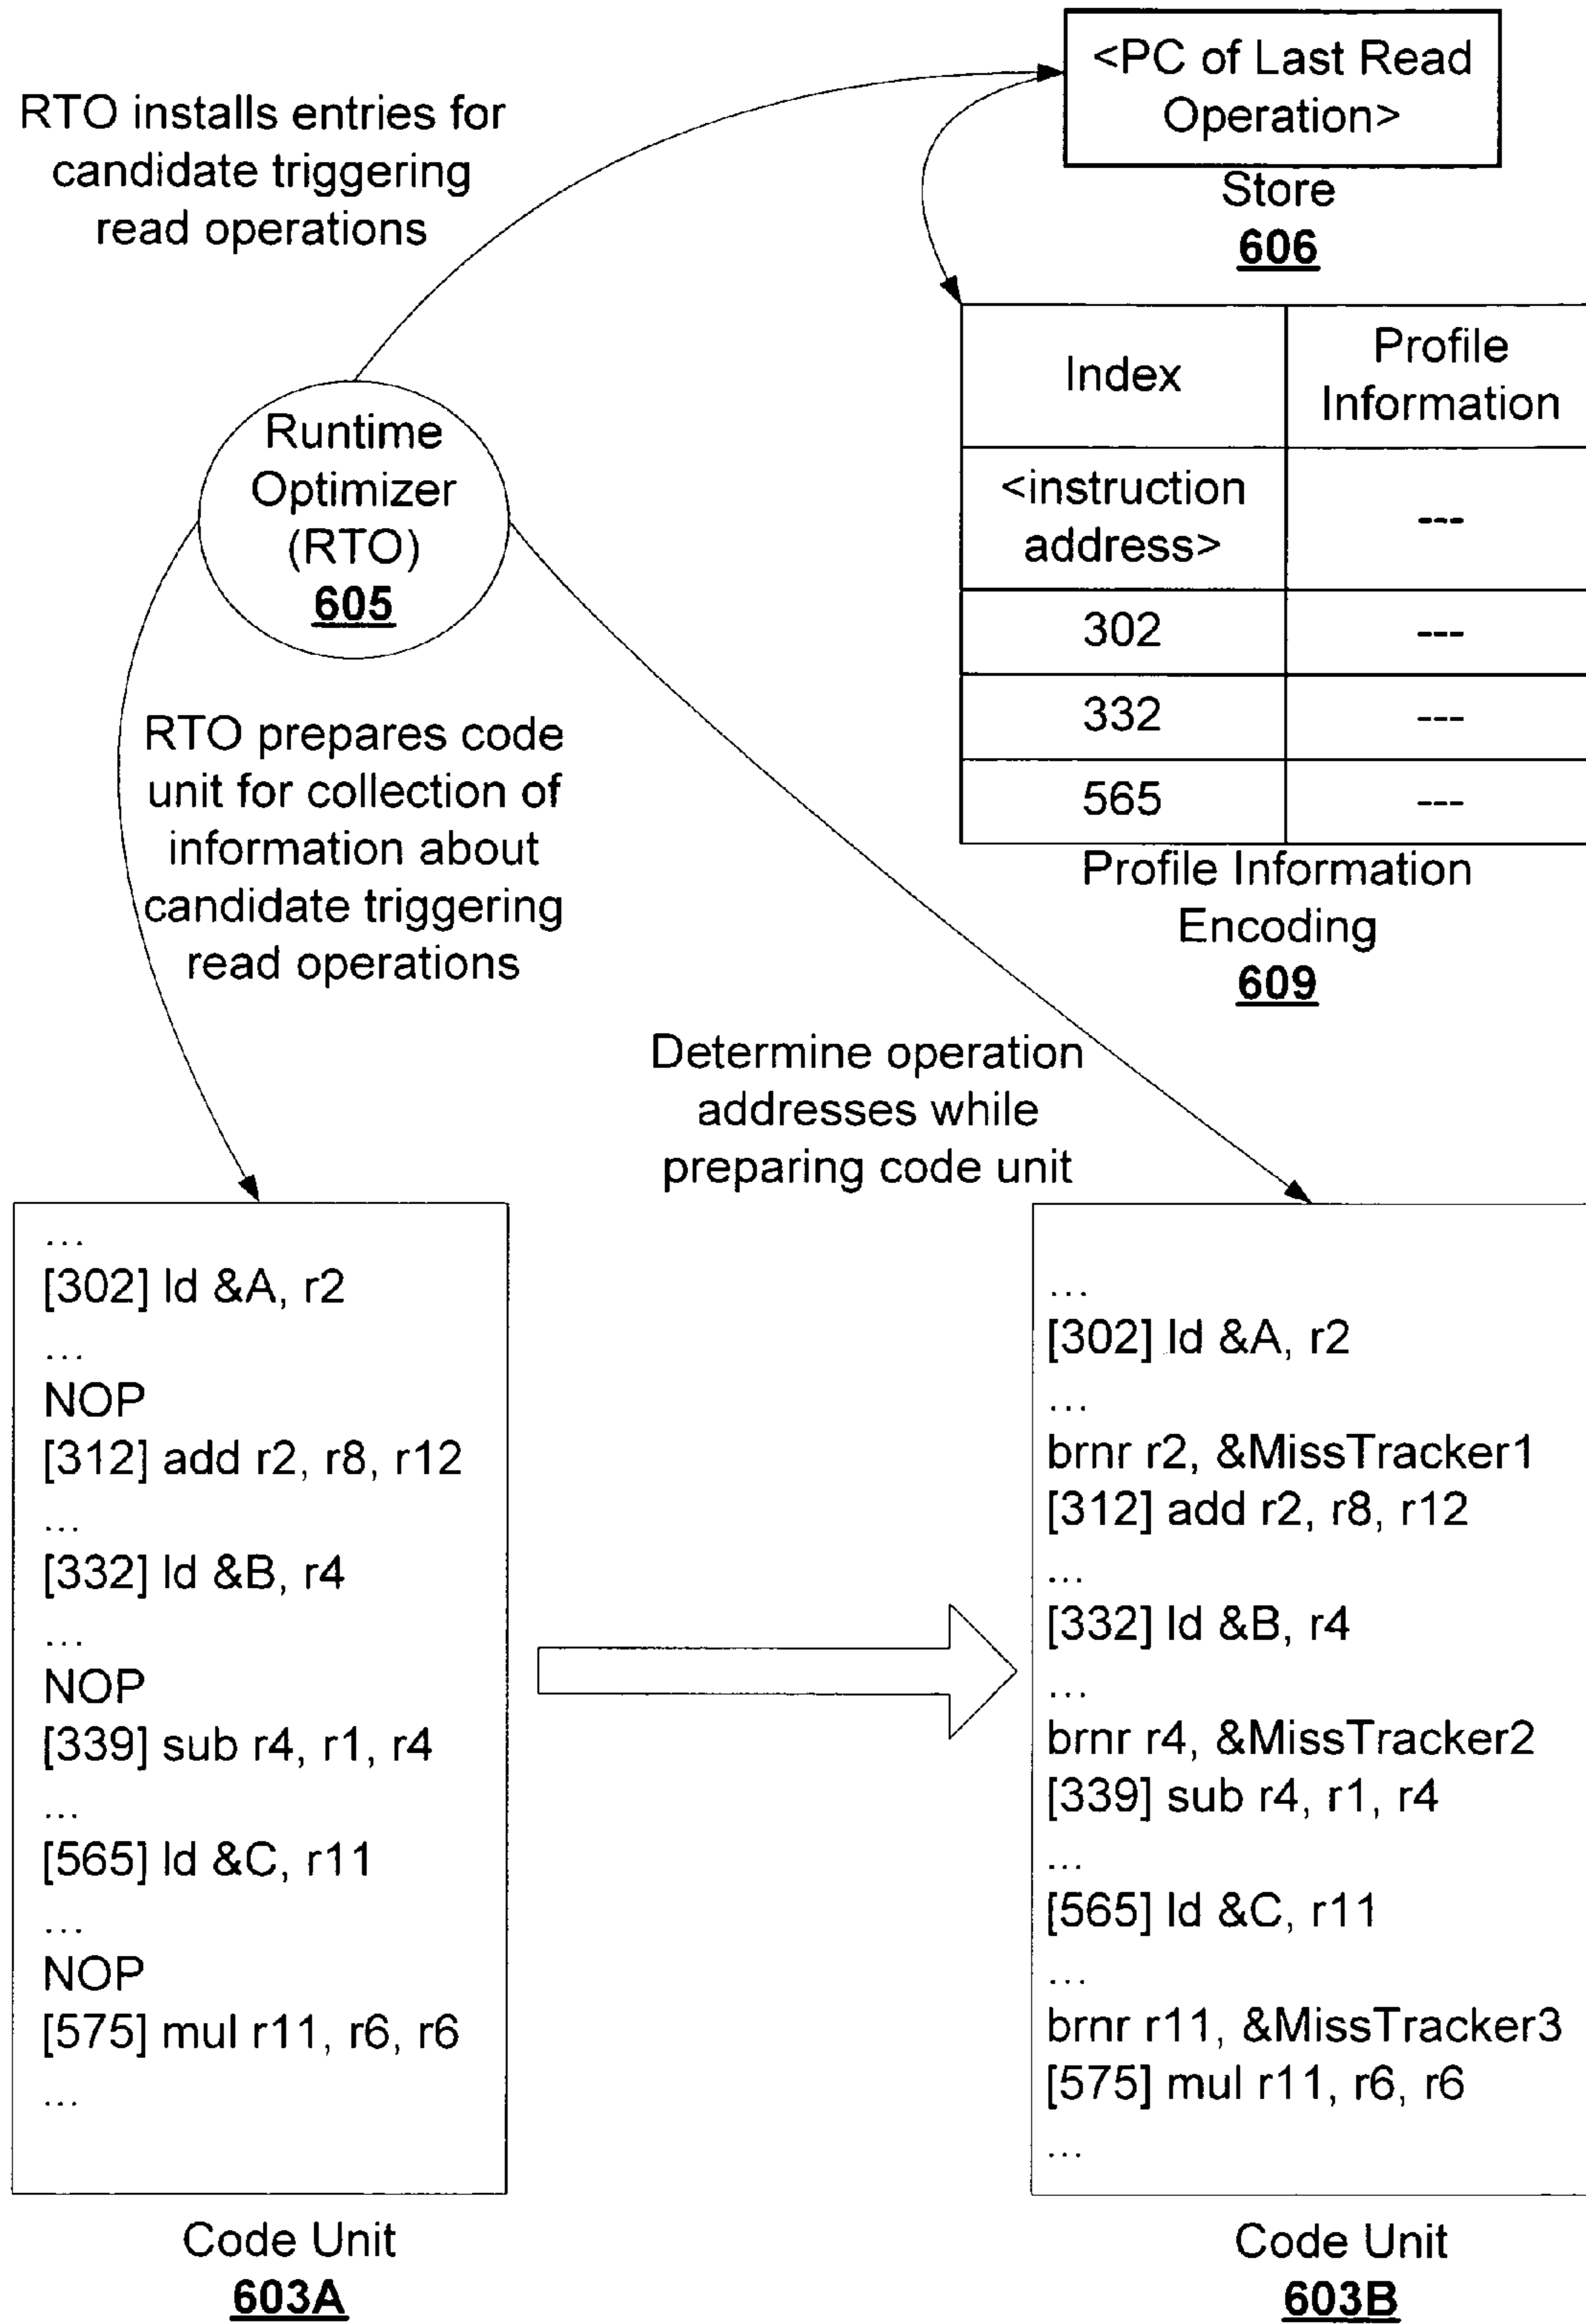 <PC of Last Read
Operation>
Store
606
RTO installs entries for
candidate triggering
read operations
Index
Profile
Information
<instruction
address>
---
302
---
332
---
565
---
Profile Information
Encoding
609
Runtime
Optimizer
(RTO)
605
RTO prepares code
unit for collection of
information about
candidate triggering
read operations
Determine operation
addresses while
preparing code unit
...
[302] ld &A, r2
...
NOP
[312] add r2, r8, r12
...
[332] ld &B, r4
...
NOP
[339] sub r4, r1, r4
...
[565] ld &C, r11
...
NOP
[575] mul r11, r6, r6
...
Code Unit
603A
...
[302] ld &A, r2
...
brnr r2, &MissTracker1
[312] add r2, r8, r12
...
[332] ld &B, r4
...
brnr r4, &MissTracker2
[339] sub r4, r1, r4
...
[565] ld &C, r11
...
brnr r11, &MissTracker3
[575] mul r11, r6, r6
...
Code Unit
603B